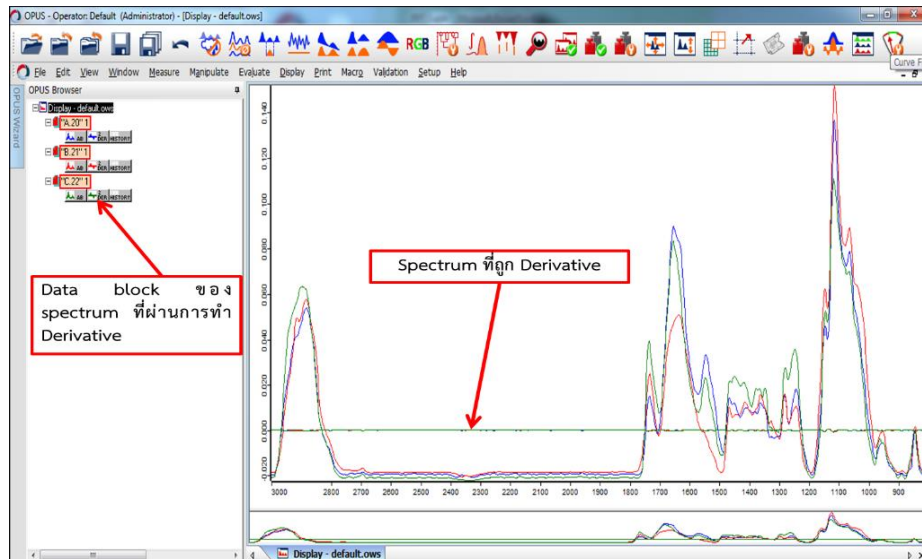 OPUS - Operator: Default (Administrator) - [Display - default.ows]
RGB
File Edit View Window Measure Manipulate Evaluate Display Print Macro Validation Setup Help
Curve F
OPUS Browser
OPUS Wizard
Display - default.ows
"A.20" 1
AB DER HISTORY
"B.21" 1
AB DER HISTORY
"C.22" 1
AB DER HISTORY
Data block ของ
spectrum ที่ผ่านการทำ
Derivative
Spectrum ที่ถูก Derivative
0.140
0.120
0.100
0.080
0.060
0.040
0.020
0.000
-0.020
3000 2900 2800 2700 2600 2500 2400 2300 2200 2100 2000 1900 1800 1700 1600 1500 1400 1300 1200 1100 1000 900
Display - default.ows